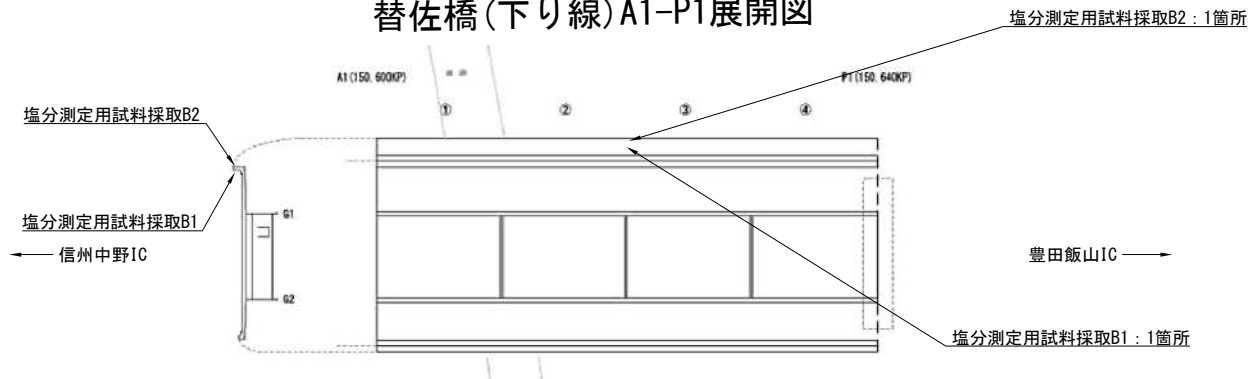 替佐橋(下り線)A1-P1展開図
塩分測定用試料採取B2：1箇所
A1(150.600KP)
P1(150.640KP)
① ② ③ ④
塩分測定用試料採取B2
塩分測定用試料採取B1
G1
信州中野IC
豊田飯山IC
G2
塩分測定用試料採取B1：1箇所